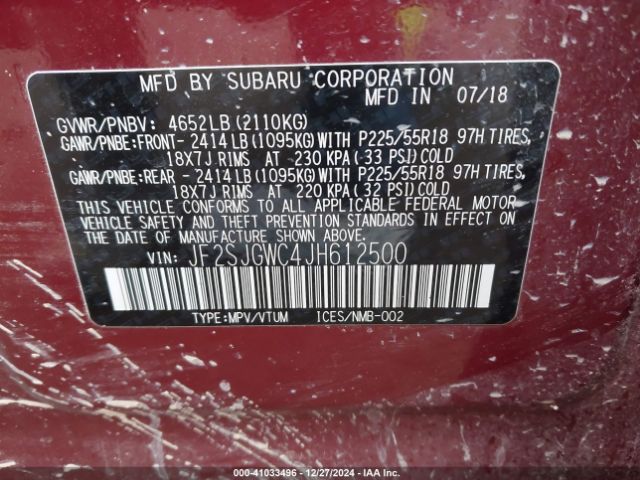 MFD BY SUBARU CORPORATION
MFD IN 07/18
GVWR/PNBV: 4652LB(2110KG)
GAWR/PNBE:FRONT- 2414LB(1095KG)WITH P225/55R18 97H TIRES,
18X7J RIMS AT 230 KPA(33 PSI)COLD
GAWR/PNBE:REAR - 2414LB(1095KG)WITH P225/55R18 97H TIRES,
18X7J RIMS AT 220 KPA(32 PSI)COLD
THIS VEHICLE CONFORMS TO ALL APPLICABLE FEDERAL MOTOR
VEHICLE SAFETY AND THEFT PREVENTION STANDARDS IN EFFECT ON
THE DATE OF MANUFACTURE SHOWN ABOVE.
VIN: JF2SJGWC4JH612500
TYPE:MPV/VTUM ICES/NMB-002
000-41033496 - 12/27/2024 - IAA Inc.